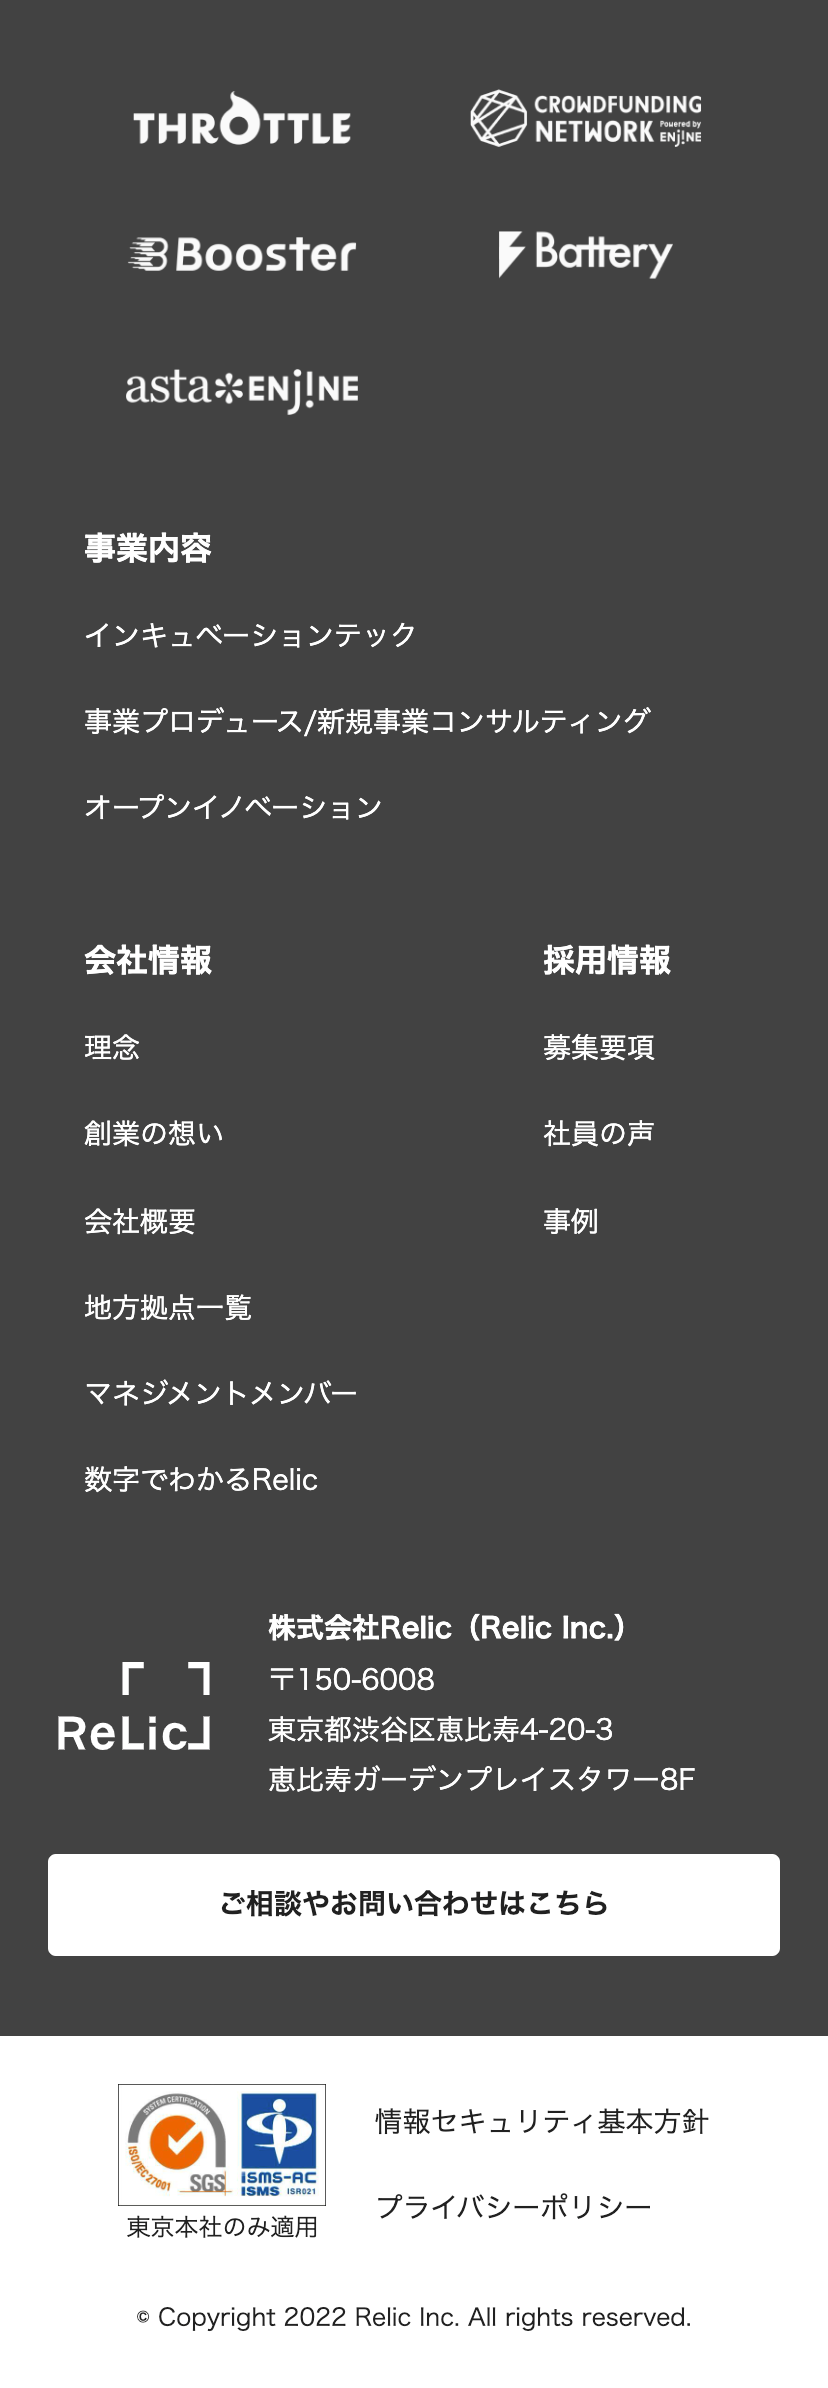 THROTTLE
CROWDFUNDING
NETWORK Powered by
ENjINE
Booster
Battery
asta*ENjINE
事業内容
インキュベーションテック
事業プロデュース/新規事業コンサルティング
オープンイノベーション
会社情報
理念
創業の想い
会社概要
地方拠点一覧
マネジメントメンバー
数字でわかるRelic
採用情報
募集要項
社員の声
事例
ReLic
株式会社Relic（Relic Inc.）
〒150-6008
東京都渋谷区恵比寿4-20-3
恵比寿ガーデンプレイスタワー8F
ご相談やお問い合わせはこちら
SYSTEM CERTIFICATION
ISO/IEC 27001
SGS
ISMS-AC
ISMS ISR021
東京本社のみ適用
情報セキュリティ基本方針
プライバシーポリシー
© Copyright 2022 Relic Inc. All rights reserved.